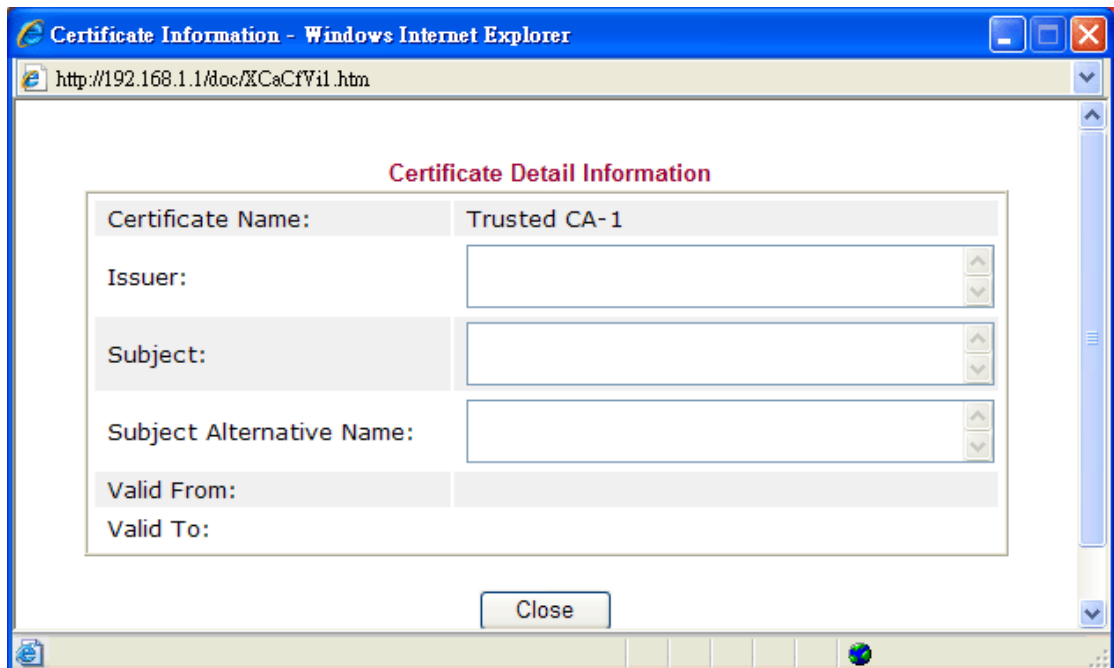 Certificate Information - Windows Internet Explorer
http://192.168.1.1/doc/XCaCfVi1.htm
Certificate Detail Information
Certificate Name: Trusted CA-1
Issuer:
Subject:
Subject Alternative Name:
Valid From:
Valid To:
Close